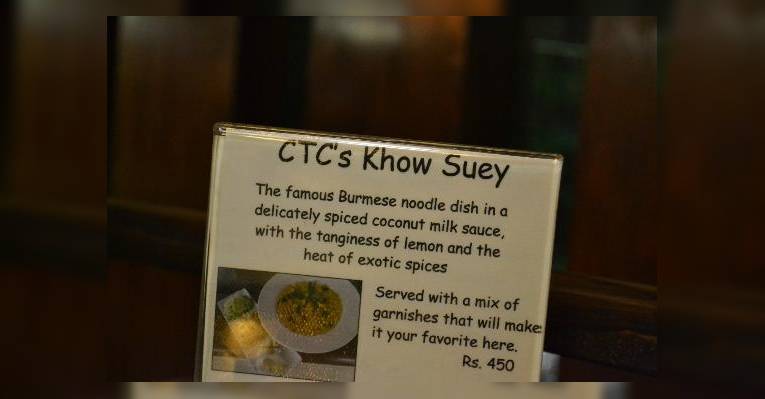 CTC's Khow Suey
The famous Burmese noodle dish in a
delicately spiced coconut milk sauce,
with the tanginess of lemon and the
heat of exotic spices
Served with a mix of
garnishes that will make
it your favorite here.
Rs. 450